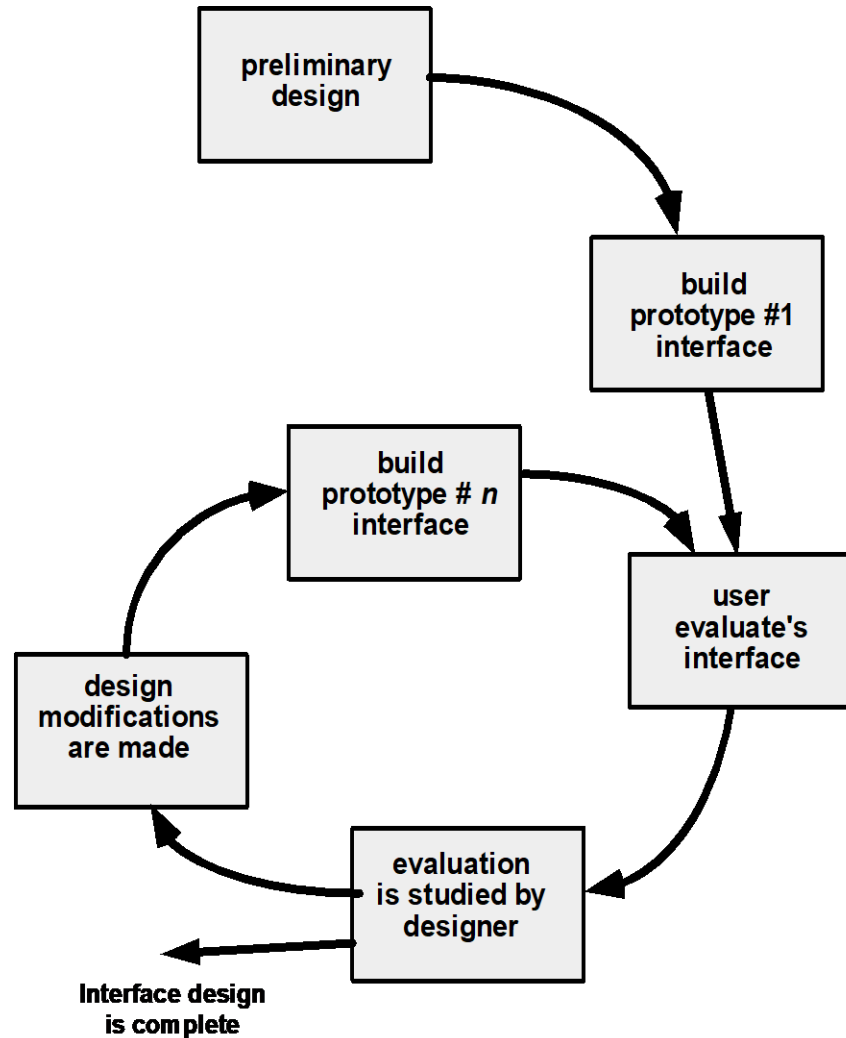 preliminary
design
build
prototype #1
interface
build
prototype # n
interface
user
evaluate's
interface
design
modifications
are made
evaluation
is studied by
designer
Interface design
is complete